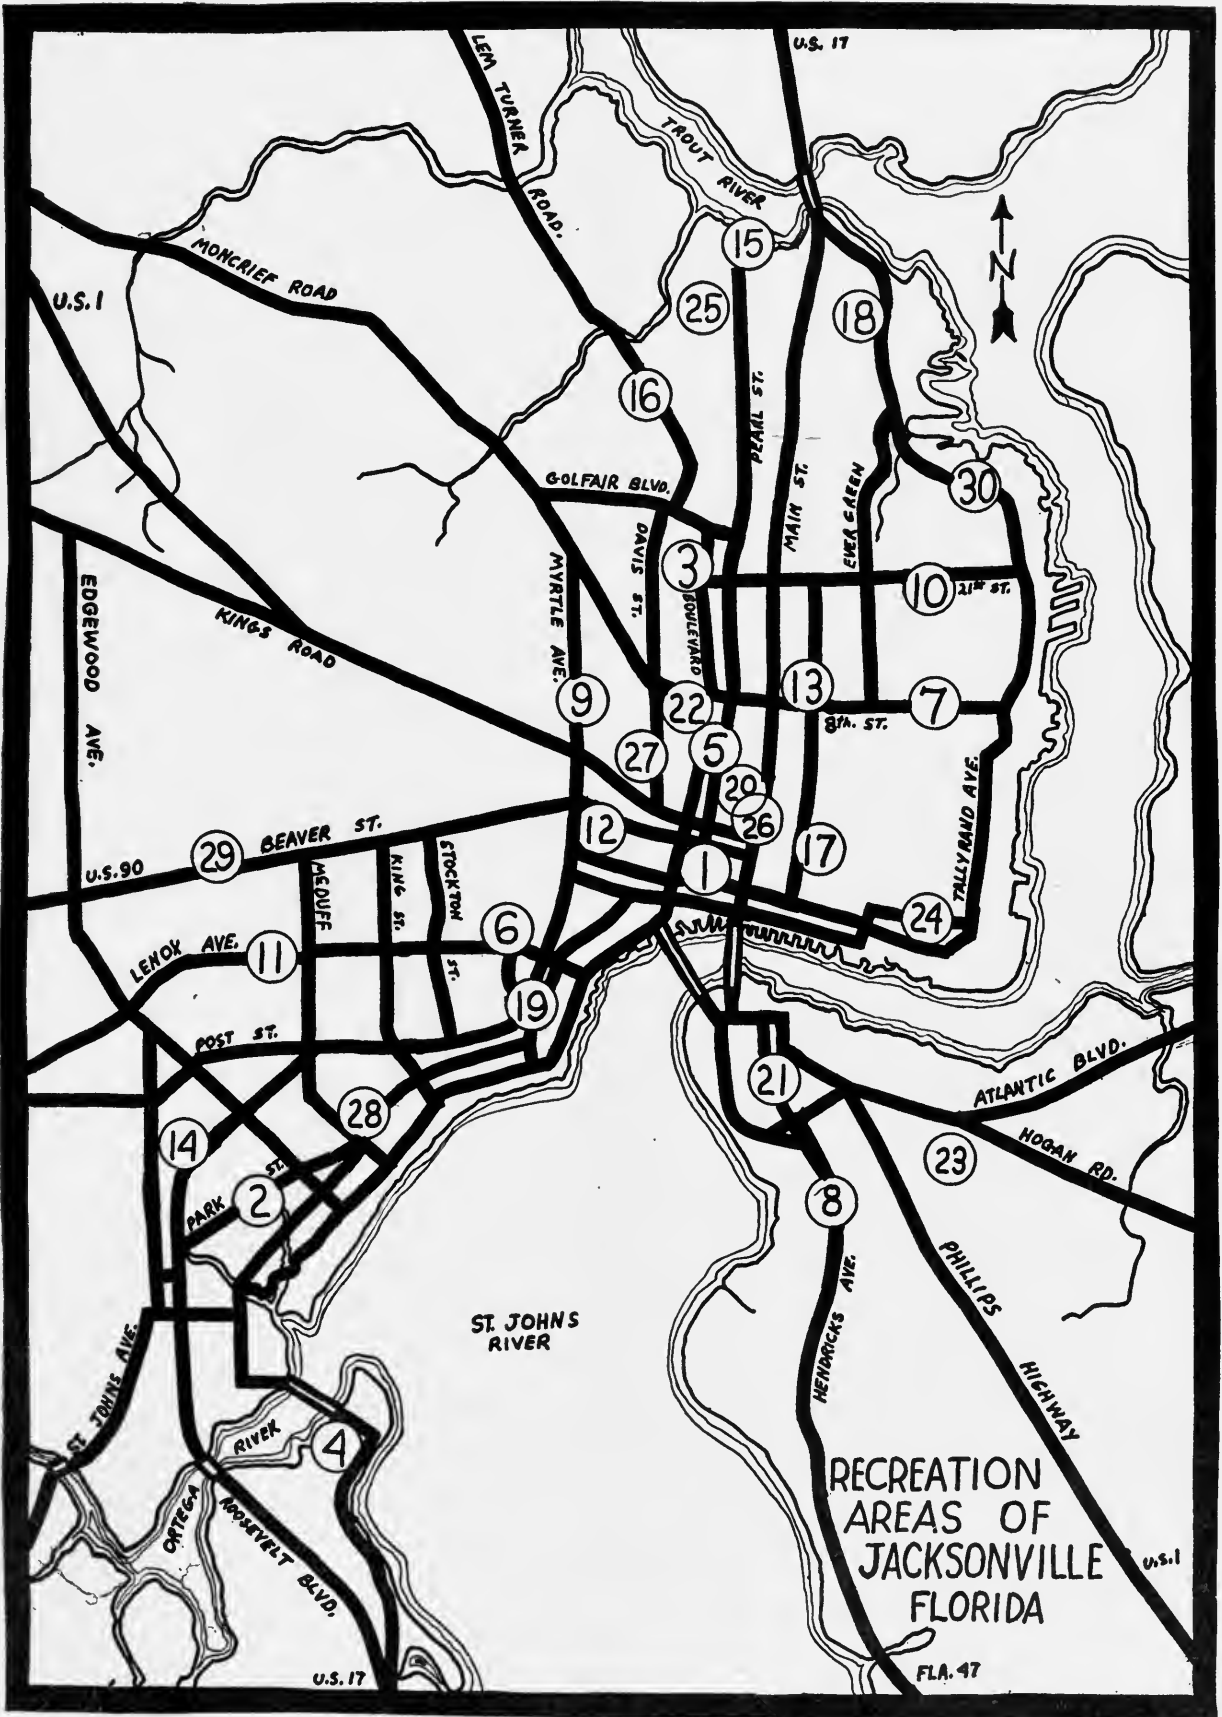 U.S. 17
LEM TURNER ROAD.
TROUT RIVER
15
MONCRIEF ROAD
N
U.S. 1
25
18
16
PEARL ST.
GOLFAIR BLVD.
MAIN ST.
EVERGREEN
30
DAVIS ST.
3
MYRTLE AVE.
BOULEVARD
10
21st ST.
EDGEWOOD AVE.
KINGS ROAD
9
22
13
7
8th. ST.
5
27
20
TALLYRAND AVE.
26
12
17
BEAVER ST.
29
U.S. 90
MEDUFF
KING ST.
STOCKTON ST.
1
24
6
LENOX AVE.
11
19
POST ST.
ATLANTIC BLVD.
21
28
14
HOGAN RD.
23
PARK ST.
2
8
PHILLIPS HIGHWAY
HENDRICKS AVE.
ST. JOHNS
RIVER
ST. JOHNS AVE.
4
ORTEGA RIVER
ROOSEVELT BLVD.
RECREATION
AREAS OF
JACKSONVILLE
FLORIDA
U.S. 1
U.S. 17
FLA. 47